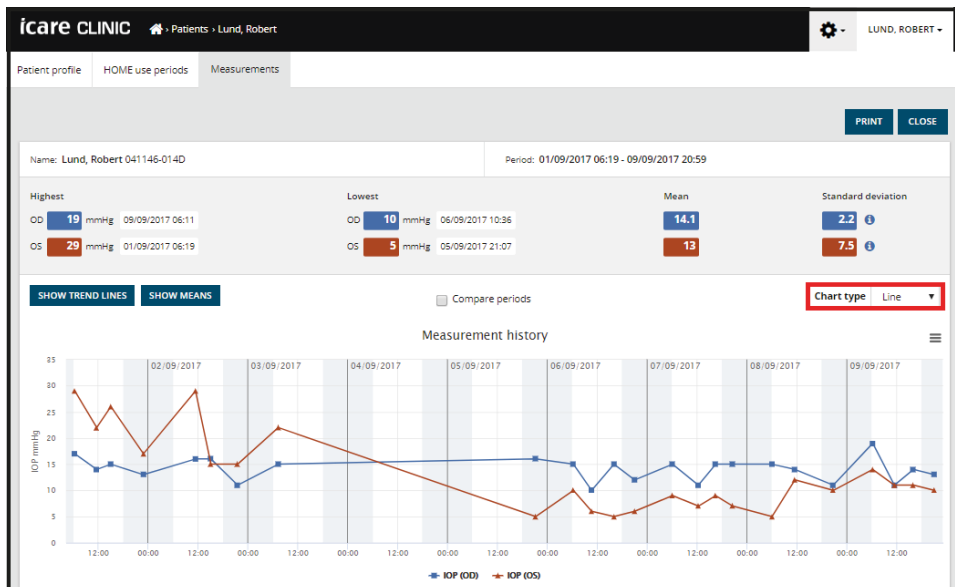 icare CLINIC › Patients › Lund, Robert LUND, ROBERT
Patient profile HOME use periods Measurements
PRINT CLOSE
Name: Lund, Robert 041146-014D Period: 01/09/2017 06:19 - 09/09/2017 20:59
Highest Lowest Mean Standard deviation
OD 19 mmHg 09/09/2017 06:11 OD 10 mmHg 06/09/2017 10:36 14.1 2.2
OS 29 mmHg 01/09/2017 06:19 OS 5 mmHg 05/09/2017 21:07 13 7.5
SHOW TREND LINES SHOW MEANS Compare periods Chart type Line
Measurement history
35
02/09/2017 03/09/2017 04/09/2017 05/09/2017 06/09/2017 07/09/2017 08/09/2017 09/09/2017
30
25
20
15
10
5
0
IOP mmHg
12:00 00:00 12:00 00:00 12:00 00:00 12:00 00:00 12:00 00:00 12:00 00:00 12:00 00:00 12:00 00:00 12:00
IOP (OD) IOP (OS)